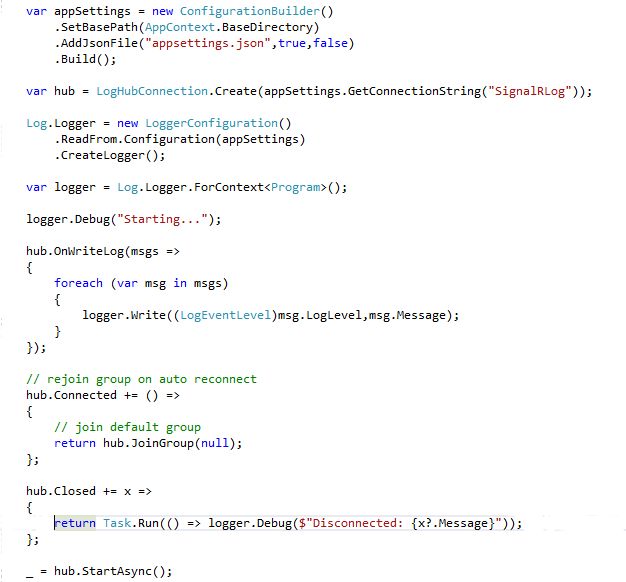 var appSettings = new ConfigurationBuilder()
    .SetBasePath(AppContext.BaseDirectory)
    .AddJsonFile("appsettings.json",true,false)
    .Build();

var hub = LogHubConnection.Create(appSettings.GetConnectionString("SignalRLog"));

Log.Logger = new LoggerConfiguration()
    .ReadFrom.Configuration(appSettings)
    .CreateLogger();

var logger = Log.Logger.ForContext<Program>();

logger.Debug("Starting...");

hub.OnWriteLog(msgs =>
{
    foreach (var msg in msgs)
    {
        logger.Write((LogEventLevel)msg.LogLevel,msg.Message);
    }
});

// rejoin group on auto reconnect
hub.Connected += () =>
{
    // join default group
    return hub.JoinGroup(null);
};

hub.Closed += x =>
{
    return Task.Run(() => logger.Debug($"Disconnected: {x?.Message}"));
};

_ = hub.StartAsync();